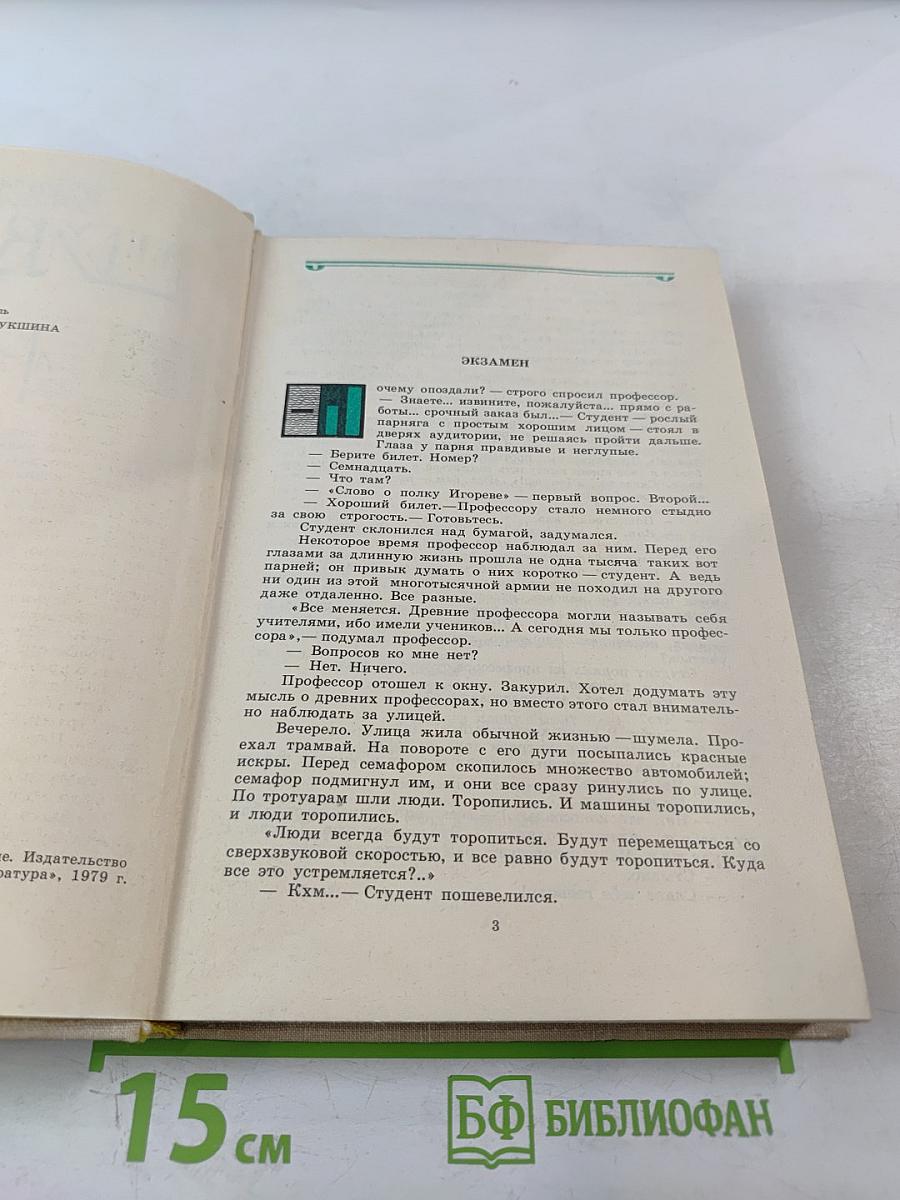 УКШИНА
1979 г.
ЭКЗАМЕН
— П
очему опоздали? — строго спросил профессор.
— Знаете... извините, пожалуйста... прямо с ра-
боты... срочный заказ был...— Студент — рослый
парняга с простым хорошим лицом — стоял в
дверях аудитории, не решаясь пройти дальше.
Глаза у парня правдивые и неглупые.
— Берите билет. Номер?
— Семнадцать.
— Что там?
— «Слово о полку Игореве» — первый вопрос. Второй...
— Хороший билет.—Профессору стало немного стыдно
за свою строгость.— Готовьтесь.
Студент склонился над бумагой, задумался.
Некоторое время профессор наблюдал за ним. Перед его
глазами за длинную жизнь прошла не одна тысяча таких вот
парней; он привык думать о них коротко — студент. А ведь
ни один из этой многотысячной армии не походил на другого
даже отдаленно. Все разные.
«Все меняется. Древние профессора могли называть себя
учителями, ибо имели учеников... А сегодня мы только профес-
сора»,— подумал профессор.
— Вопросов ко мне нет?
— Нет. Ничего.
Профессор отошел к окну. Закурил. Хотел додумать эту
мысль о древних профессорах, но вместо этого стал вниматель-
но наблюдать за улицей.
Вечерело. Улица жила обычной жизнью —шумела. Про-
ехал трамвай. На повороте с его дуги посыпались красные
искры. Перед семафором скопилось множество автомобилей;
семафор подмигнул им, и они все сразу ринулись по улице.
По тротуарам шли люди. Торопились. И машины торопились,
и люди торопились.
«Люди всегда будут торопиться. Будут перемещаться со
сверхзвуковой скоростью, и все равно будут торопиться. Куда
все это устремляется?..»
— Кхм...— Студент пошевелился.
3
е. Издательство
ратура», 1979 г.
15 см
БФ БИБЛИОФАН